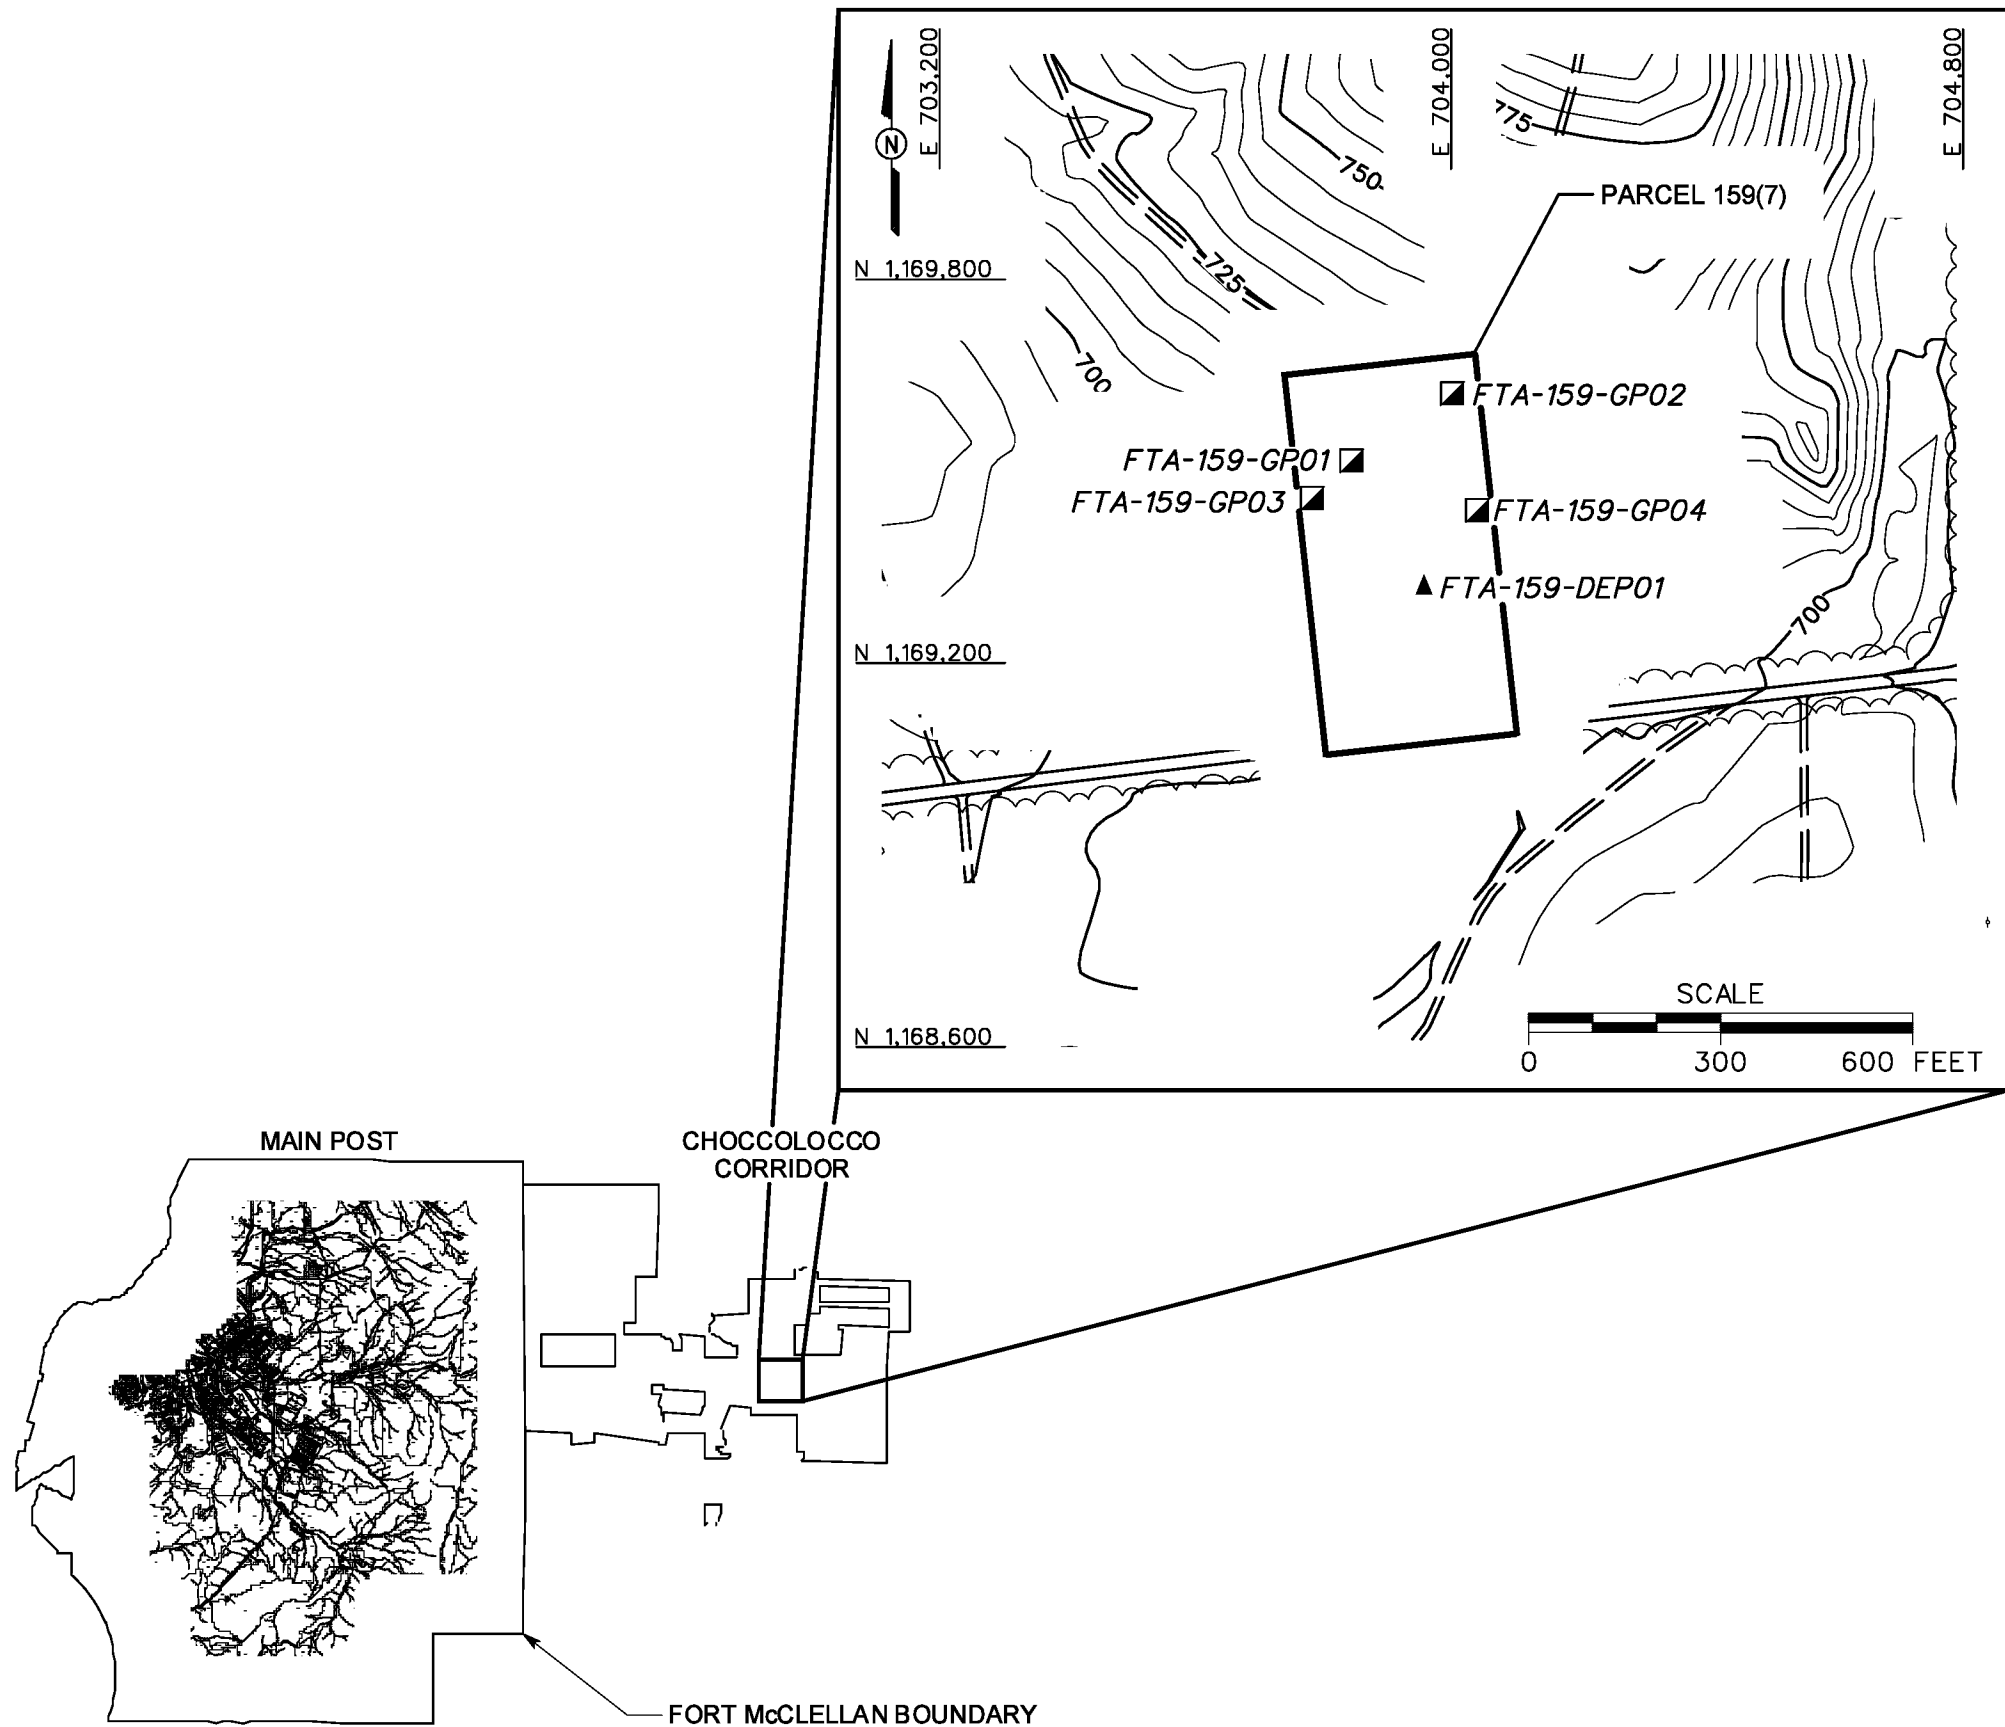 E 703,200
E 704,000
E 704,800
N
775
750
PARCEL 159(7)
725
N 1,169,800
700
FTA-159-GP02
FTA-159-GP01
FTA-159-GP03
FTA-159-GP04
FTA-159-DEP01
700
N 1,169,200
SCALE
N 1,168,600
0 300 600 FEET
MAIN POST
CHOCCOLOCCO
CORRIDOR
FORT McCLELLAN BOUNDARY